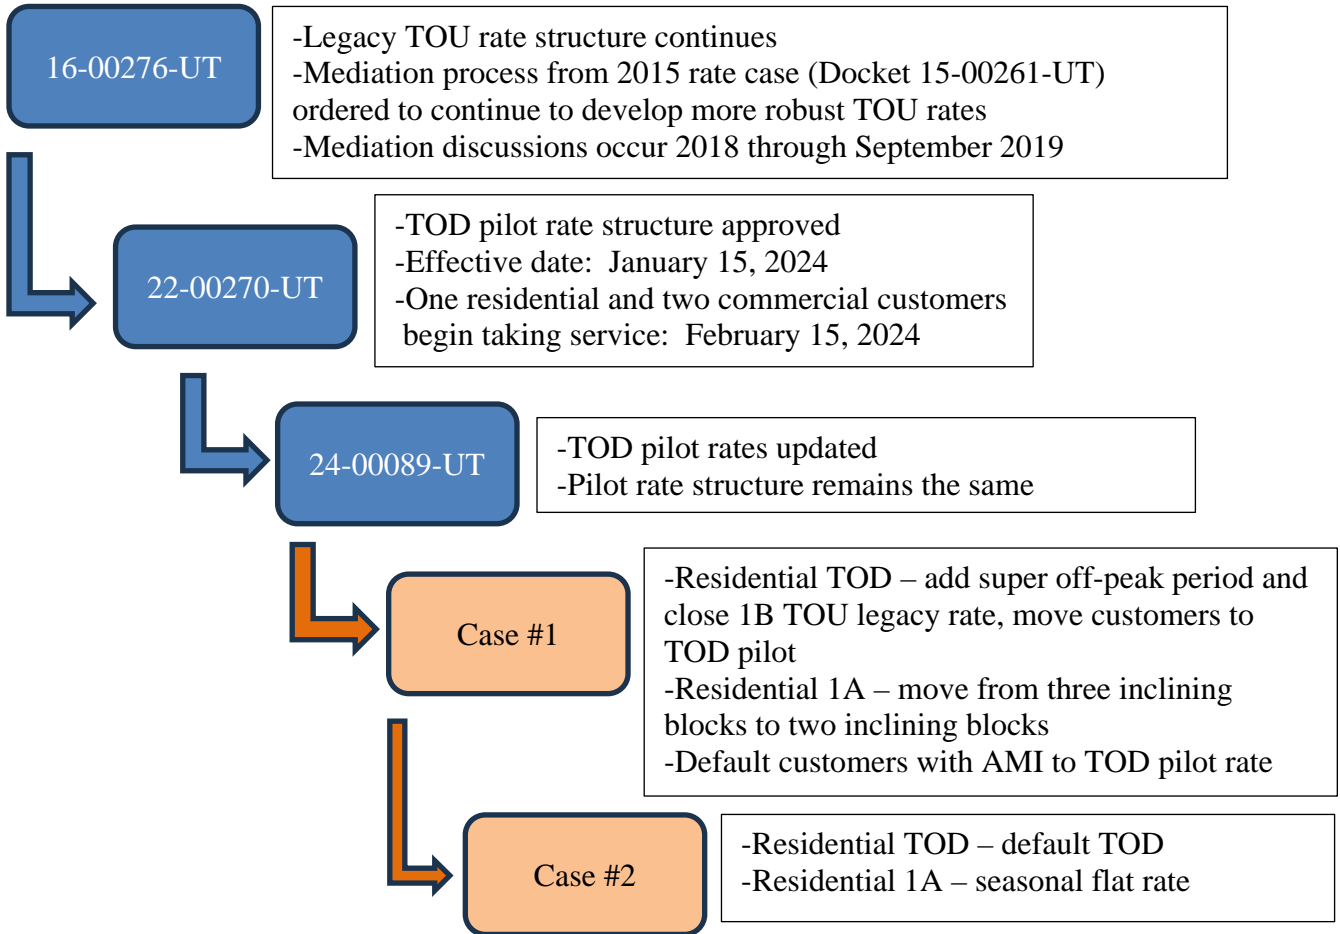 16-00276-UT
-Legacy TOU rate structure continues
-Mediation process from 2015 rate case (Docket 15-00261-UT)
ordered to continue to develop more robust TOU rates
-Mediation discussions occur 2018 through September 2019
22-00270-UT
-TOD pilot rate structure approved
-Effective date:  January 15, 2024
-One residential and two commercial customers
begin taking service:  February 15, 2024
24-00089-UT
-TOD pilot rates updated
-Pilot rate structure remains the same
Case #1
-Residential TOD – add super off-peak period and
close 1B TOU legacy rate, move customers to
TOD pilot
-Residential 1A – move from three inclining
blocks to two inclining blocks
-Default customers with AMI to TOD pilot rate
Case #2
-Residential TOD – default TOD
-Residential 1A – seasonal flat rate